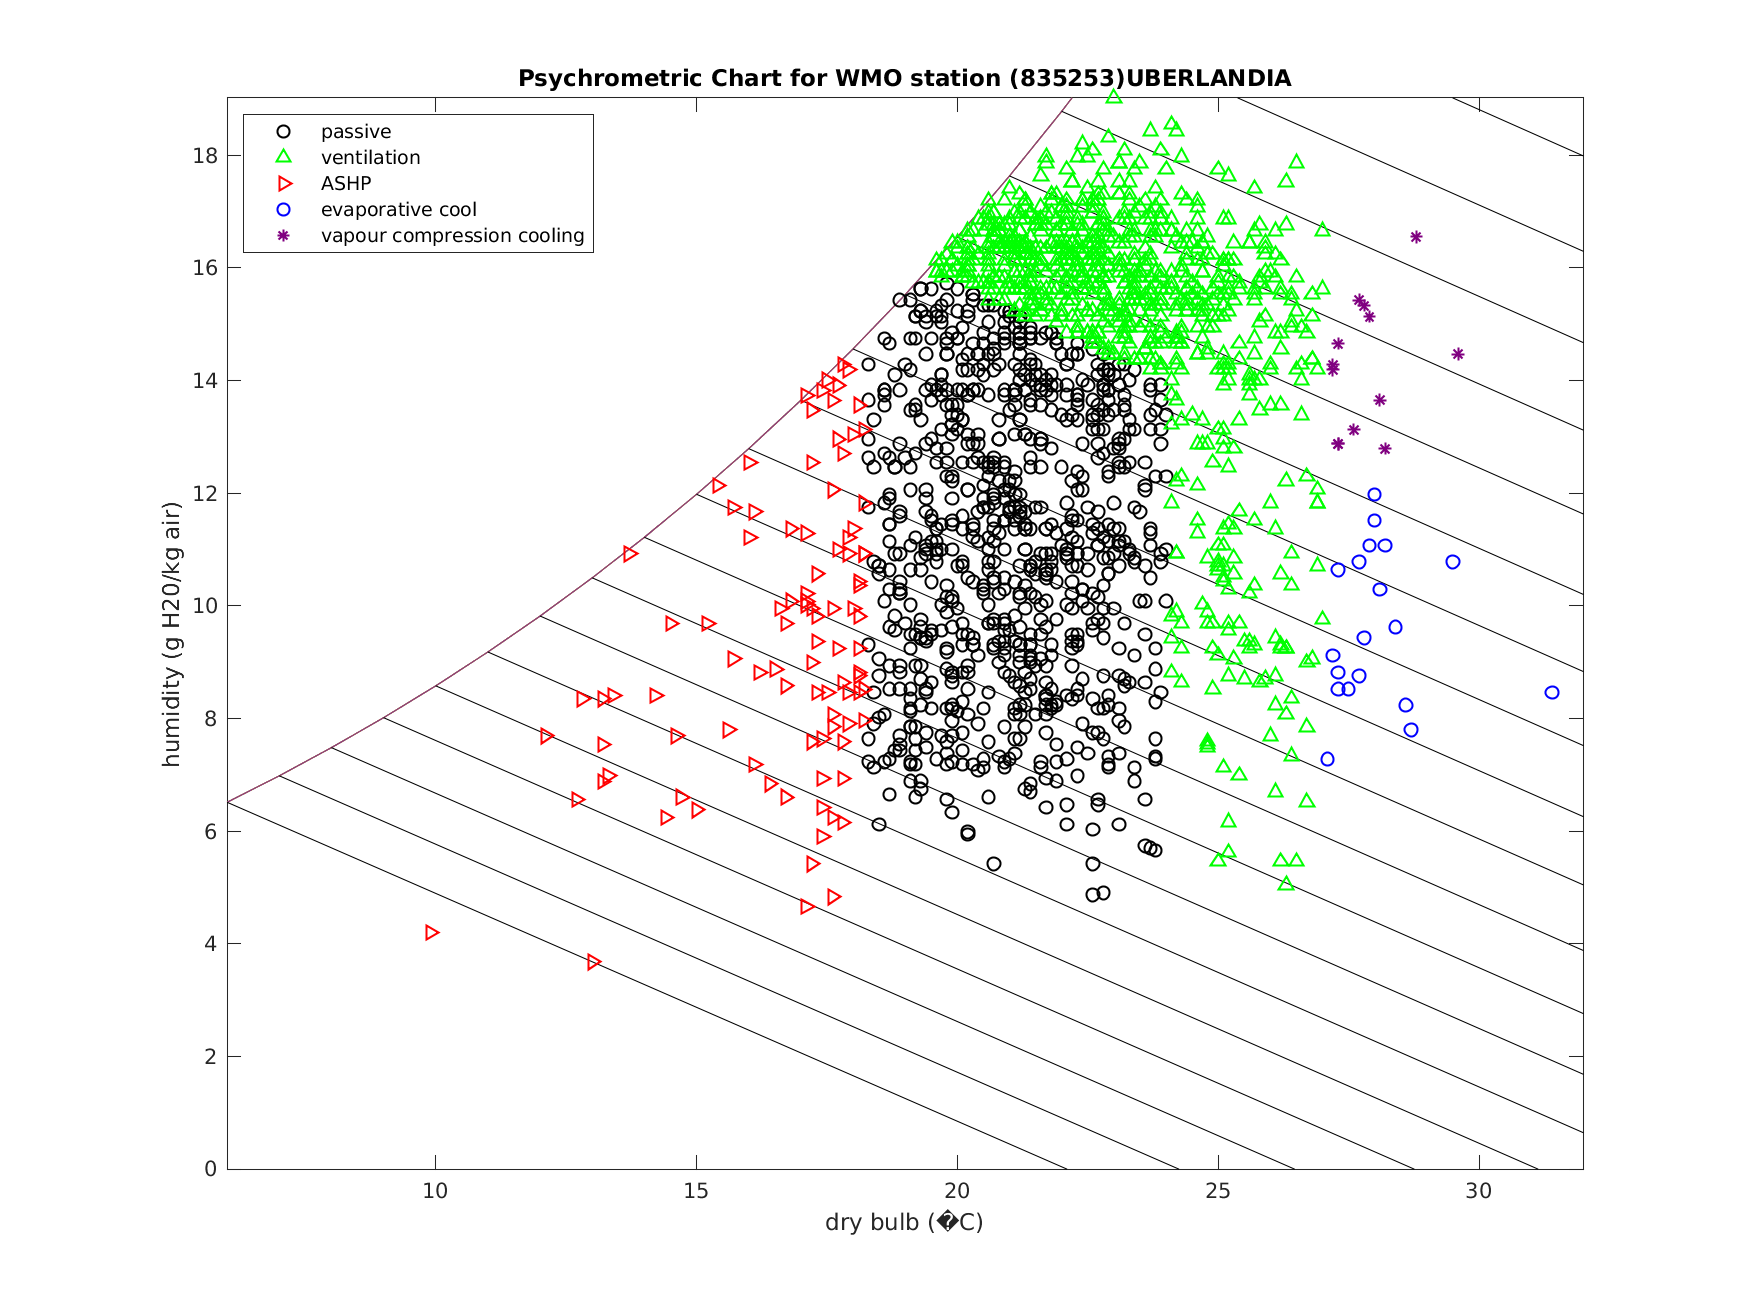 Psychrometric Chart for WMO station (835253)UBERLANDIA
passive
ventilation
ASHP
evaporative cool
vapour compression cooling
18
16
14
12
10
8
6
4
2
0
humidity (g H20/kg air)
10 15 20 25 30
dry bulb (�C)